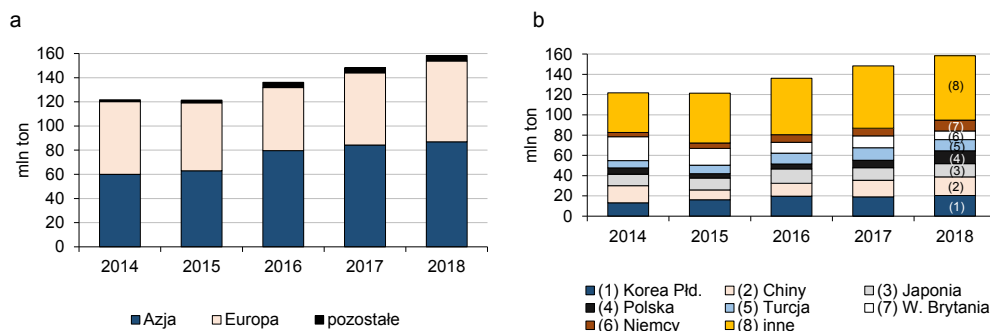 a
mln ton
160
140
120
100
80
60
40
20
0
2014 2015 2016 2017 2018
Azja Europa pozostałe
b
mln ton
160
140
120
100
80
60
40
20
0
(8)
(7)
(6)
(5)
(4)
(3)
(2)
(1)
2014 2015 2016 2017 2018
(1) Korea Płd. (2) Chiny (3) Japonia
(4) Polska (5) Turcja (7) W. Brytania
(6) Niemcy (8) inne